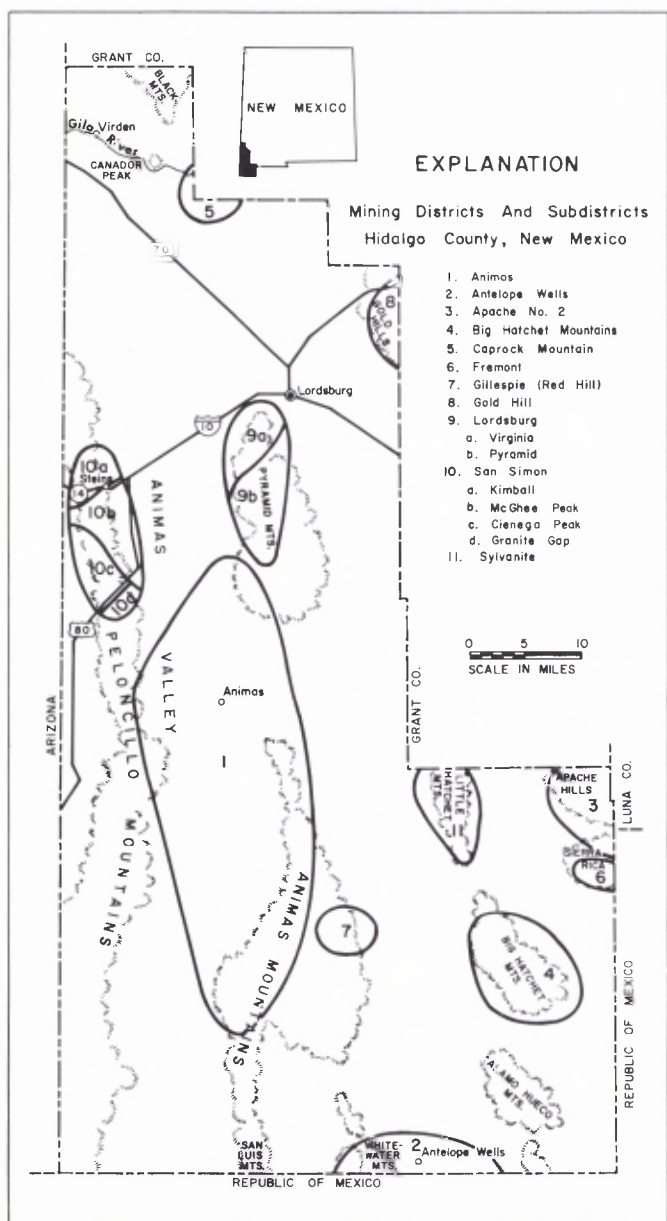 GRANT CO.
BLACK
MTS.
NEW MEXICO
Gila River
Virden
CANADOR
PEAK
5
70
EXPLANATION
Mining Districts And Subdistricts
Hidalgo County, New Mexico
1. Animas
2. Antelope Wells
3. Apache No. 2
4. Big Hatchet Mountains
5. Caprock Mountain
6. Fremont
7. Gillespie (Red Hill)
8. Gold Hill
9. Lordsburg
a. Virginia
b. Pyramid
10. San Simon
a. Kimball
b. McGhee Peak
c. Cienega Peak
d. Granite Gap
11. Sylvanite
8
GOLD
HILLS
Lordsburg
10
9a
9b
PYRAMID MTS.
10a
Steins
14
10b
10c
10d
80
ANIMAS
VALLEY
PELONCILLO
MOUNTAINS
ARIZONA
Animas
1
ANIMAS MOUNTAINS
0 5 10
SCALE IN MILES
GRANT CO.
LITTLE
HATCHET
MTS.
11
APACHE
HILLS
3
LUNA CO.
SIERRA
RICA
6
7
BIG HATCHET
MTS.
4
ALAMO HUECO
MTS.
REPUBLIC OF MEXICO
SAN
LUIS
MTS.
WHITE-
WATER
MTS.
2
Antelope Wells
REPUBLIC OF MEXICO